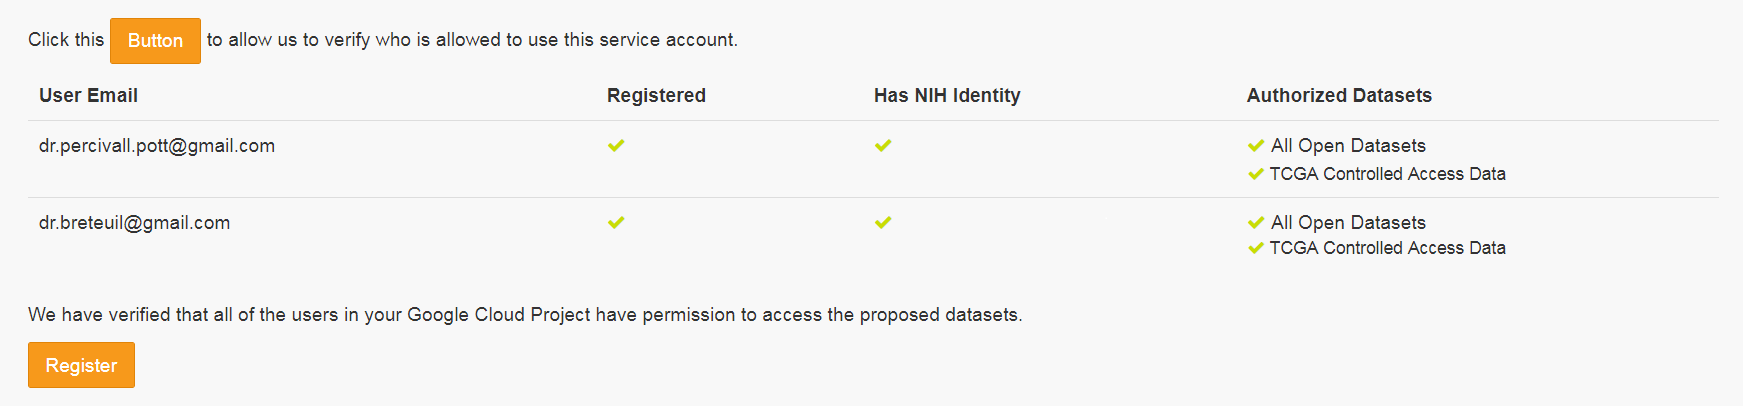 Click this Button to allow us to verify who is allowed to use this service account.
User Email Registered Has NIH Identity Authorized Datasets
dr.percivall.pott@gmail.com All Open Datasets
TCGA Controlled Access Data
dr.breteuil@gmail.com All Open Datasets
TCGA Controlled Access Data
We have verified that all of the users in your Google Cloud Project have permission to access the proposed datasets.
Register